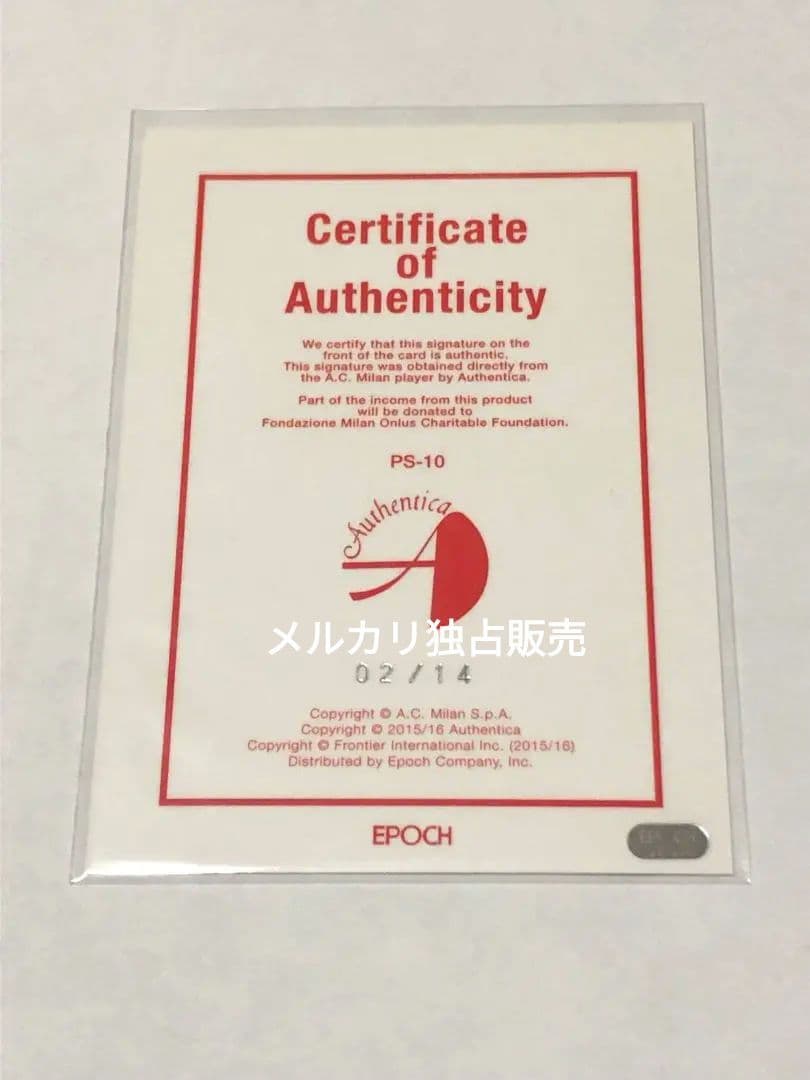 Certificate
of
Authenticity
We certify that this signature on the
front of the card is authentic.
This signature was obtained directly from
the A.C. Milan player by Authentica.
Part of the income from this product
will be donated to
Fondazione Milan Onlus Charitable Foundation.
PS-10
Authentica
メルカリ独占販売
02/14
Copyright © A.C. Milan S.p.A.
Copyright © 2015/16 Authentica
Copyright © Frontier International Inc. (2015/16)
Distributed by Epoch Company, Inc.
EPOCH